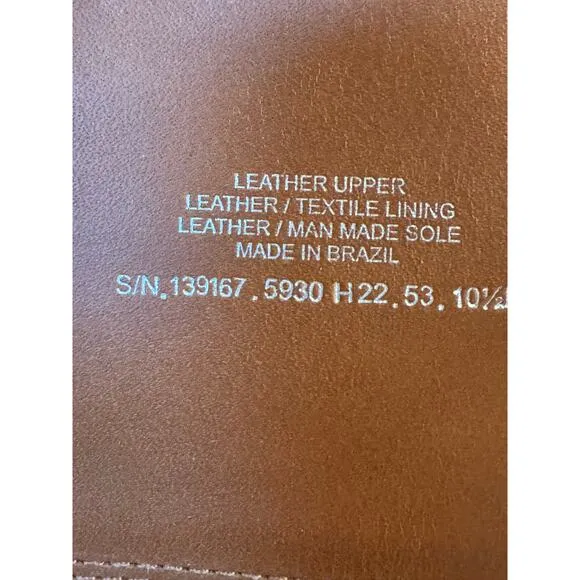 LEATHER UPPER
LEATHER / TEXTILE LINING
LEATHER / MAN MADE SOLE
MADE IN BRAZIL
S/N.139167.5930 H22.53.10½